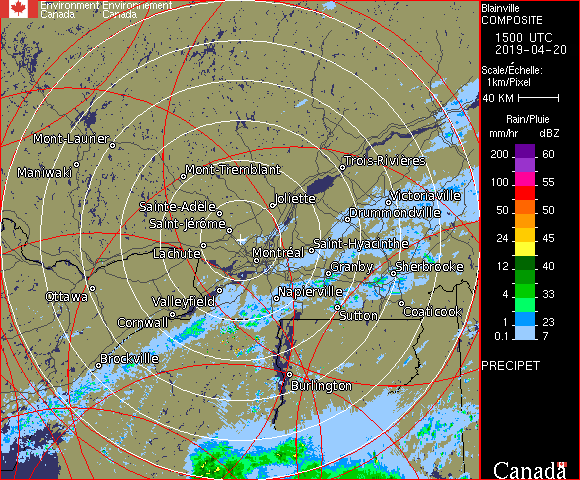 Environment Environnement
Canada Canada
Blainville
COMPOSITE
1500 UTC
2019-04-20
Scale/Échelle:
1km/Pixel
40 KM
Rain/Pluie
mm/hr dBZ
200 60
100 55
50 50
24 45
12 40
4 33
1 23
0.1 7
PRECIPET
Canada
Mont-Laurier
Maniwaki
Mont-Tremblant
Trois-Rivières
Sainte-Adele
Joliette
Victoriaville
Saint-Jérôme
Drummondville
Lachute
Montréal
Saint-Hyacinthe
Granby
Sherbrooke
Ottawa
Valleyfield
Napierville
Cornwall
Sutton
Coaticook
Brockville
Burlington